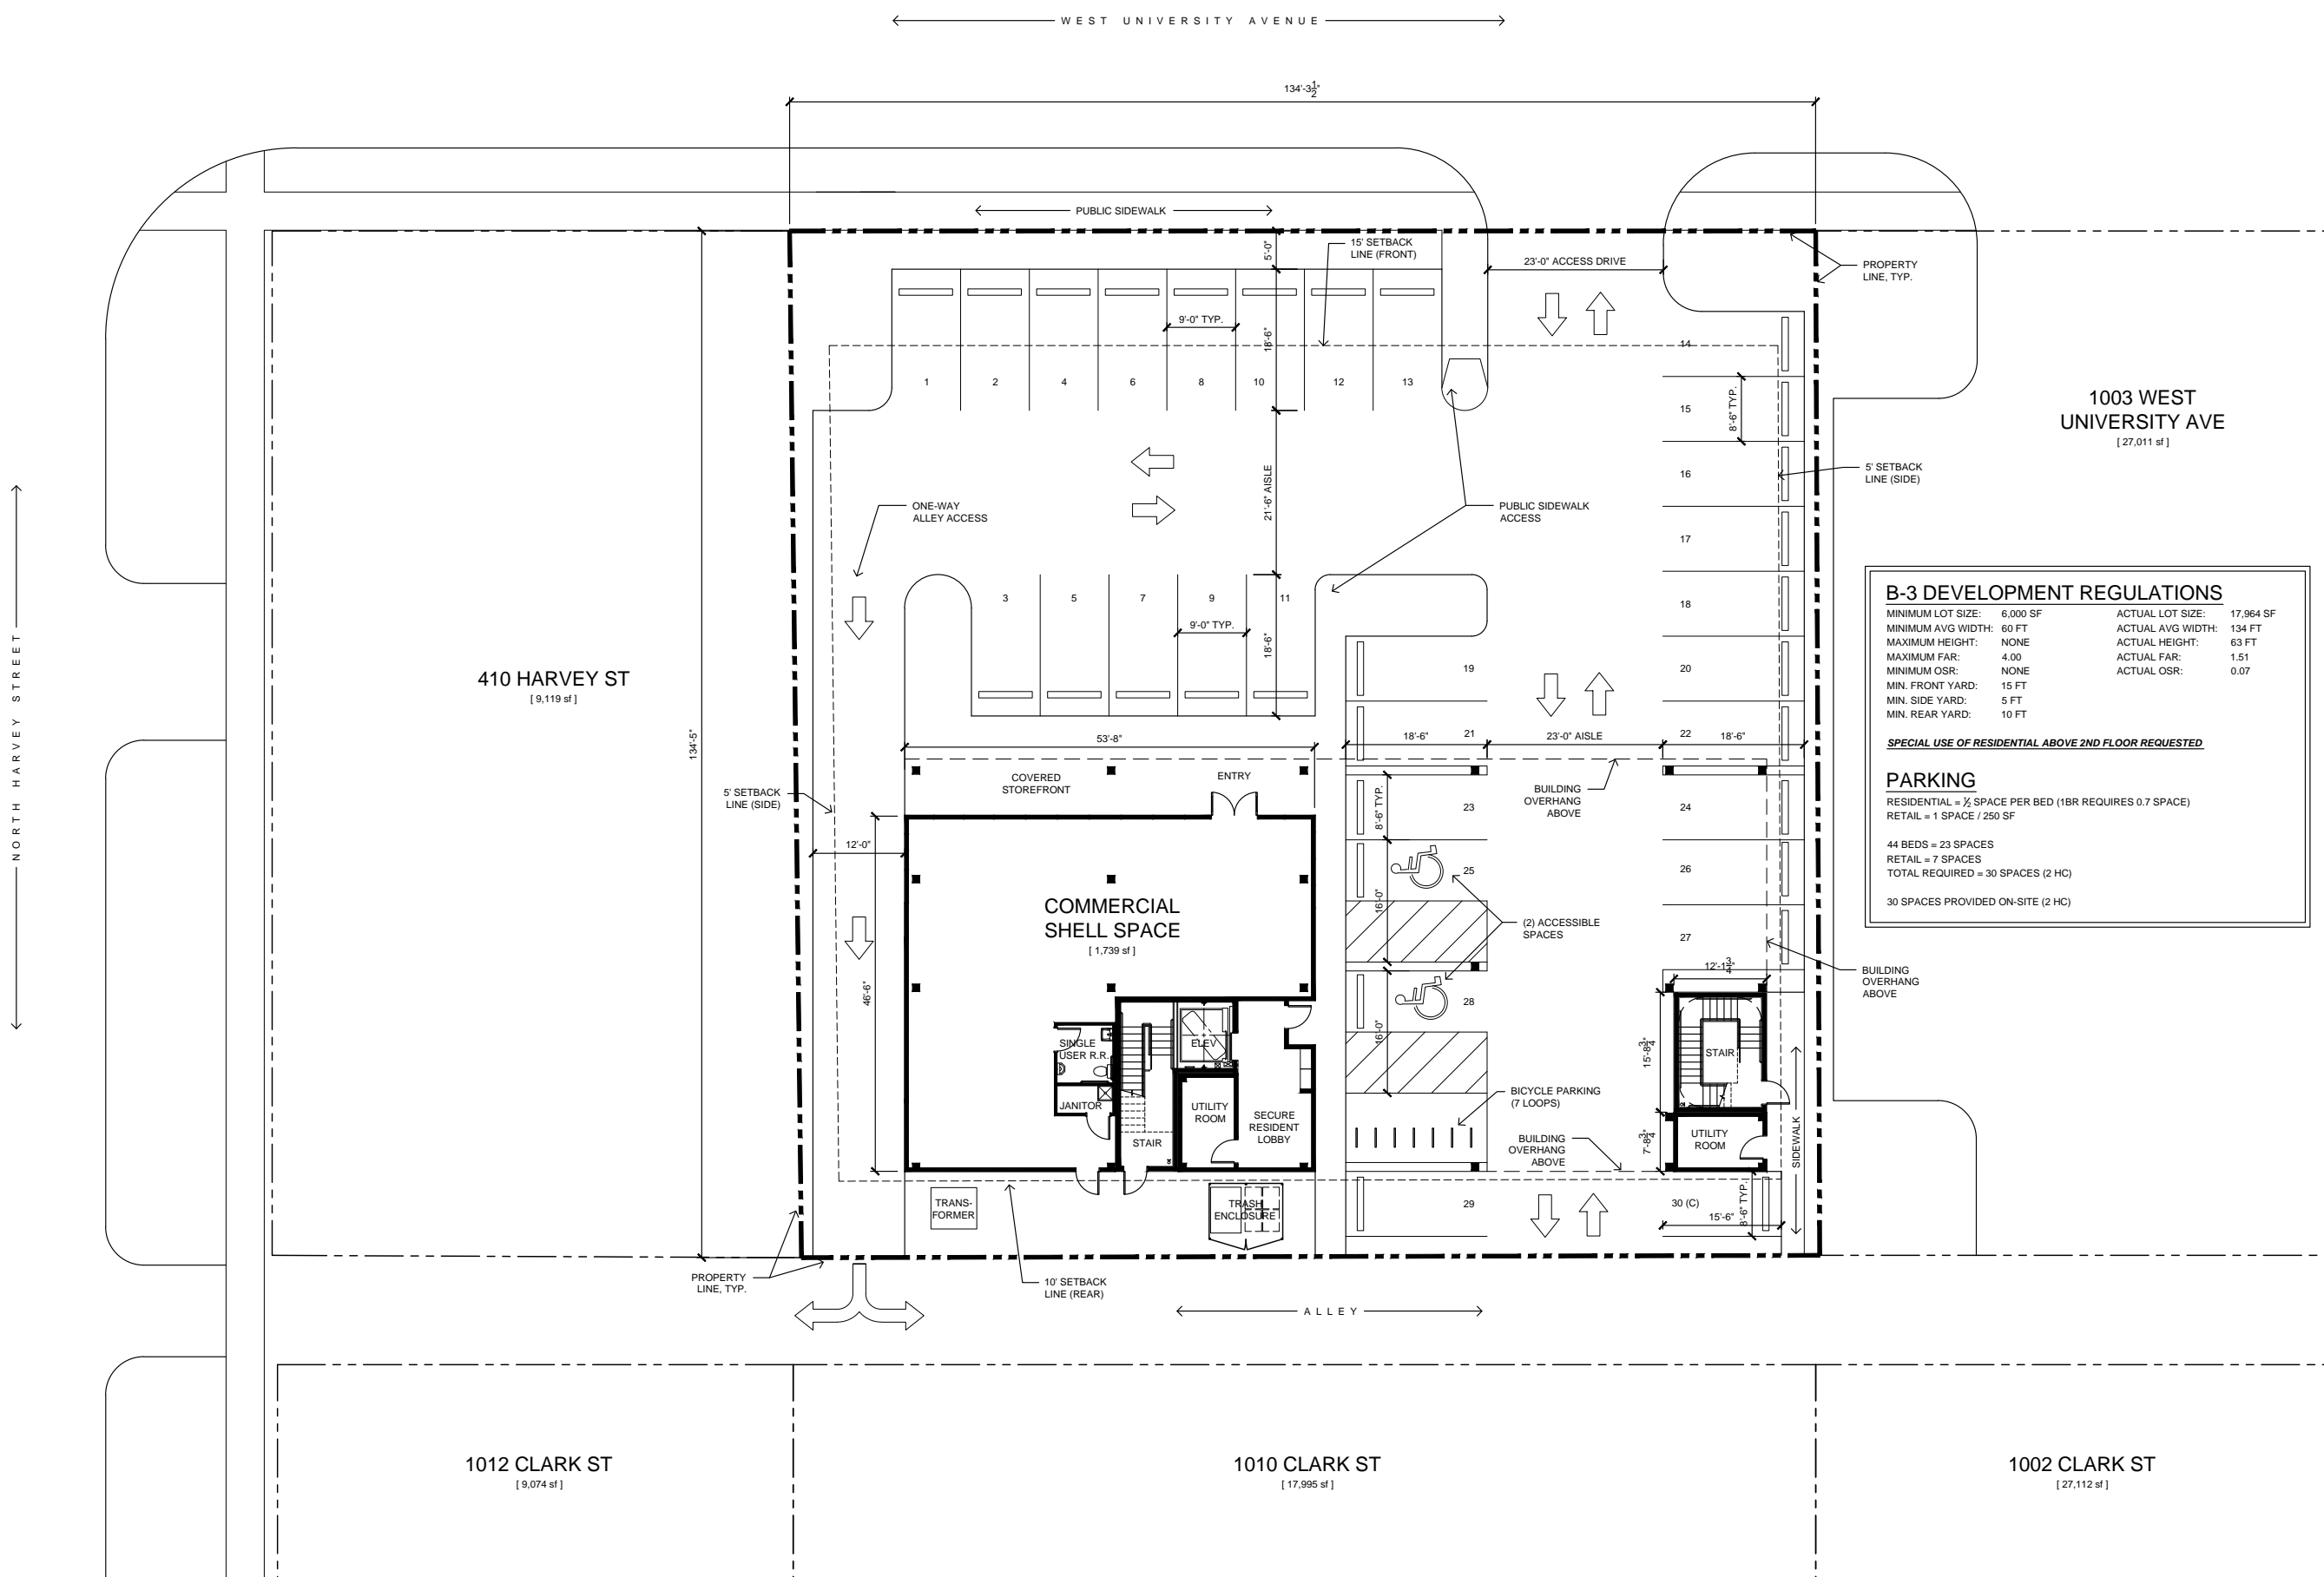 WEST UNIVERSITY AVENUE
134'-3 1/2"
PUBLIC SIDEWALK
5'-0"
15' SETBACK
LINE (FRONT)
23'-0" ACCESS DRIVE
PROPERTY
LINE, TYP.
9'-0" TYP.
18'-6"
14
1
2
4
6
8
10
12
13
15
8'-6" TYP.
1003 WEST
UNIVERSITY AVE
[ 27,011 sf ]
16
5' SETBACK
LINE (SIDE)
ONE-WAY
ALLEY ACCESS
21'-6" AISLE
PUBLIC SIDEWALK
ACCESS
17
3
5
7
9
11
18
9'-0" TYP.
18'-6"
19
20
NORTH HARVEY STREET
410 HARVEY ST
[ 9,119 sf ]
134'-5"
B-3 DEVELOPMENT REGULATIONS
MINIMUM LOT SIZE: 6,000 SF ACTUAL LOT SIZE: 17,964 SF
MINIMUM AVG WIDTH: 60 FT ACTUAL AVG WIDTH: 134 FT
MAXIMUM HEIGHT: NONE ACTUAL HEIGHT: 63 FT
MAXIMUM FAR: 4.00 ACTUAL FAR: 1.51
MINIMUM OSR: NONE ACTUAL OSR: 0.07
MIN. FRONT YARD: 15 FT
MIN. SIDE YARD: 5 FT
MIN. REAR YARD: 10 FT
SPECIAL USE OF RESIDENTIAL ABOVE 2ND FLOOR REQUESTED
PARKING
RESIDENTIAL = ½ SPACE PER BED (1BR REQUIRES 0.7 SPACE)
RETAIL = 1 SPACE / 250 SF
44 BEDS = 23 SPACES
RETAIL = 7 SPACES
TOTAL REQUIRED = 30 SPACES (2 HC)
30 SPACES PROVIDED ON-SITE (2 HC)
53'-8"
21
22
18'-6"
23'-0" AISLE
18'-6"
COVERED
STOREFRONT
ENTRY
5' SETBACK
LINE (SIDE)
BUILDING
OVERHANG
ABOVE
8'-6" TYP.
23
24
12'-0"
25
26
16'-0"
COMMERCIAL
SHELL SPACE
[ 1,739 sf ]
(2) ACCESSIBLE
SPACES
27
12'-1 3/4"
BUILDING
OVERHANG
ABOVE
46'-6"
28
16'-0"
SINGLE
USER R.R.
ELEV
15'-8 3/4"
STAIR
JANITOR
UTILITY
ROOM
SECURE
RESIDENT
LOBBY
STAIR
BICYCLE PARKING
(7 LOOPS)
BUILDING
OVERHANG
ABOVE
7'-8 3/4"
UTILITY
ROOM
SIDEWALK
TRANS-
FORMER
TRASH
ENCLOSURE
29
30 (C)
15'-6"
8'-6" TYP.
PROPERTY
LINE, TYP.
10' SETBACK
LINE (REAR)
ALLEY
1012 CLARK ST
[ 9,074 sf ]
1010 CLARK ST
[ 17,995 sf ]
1002 CLARK ST
[ 27,112 sf ]